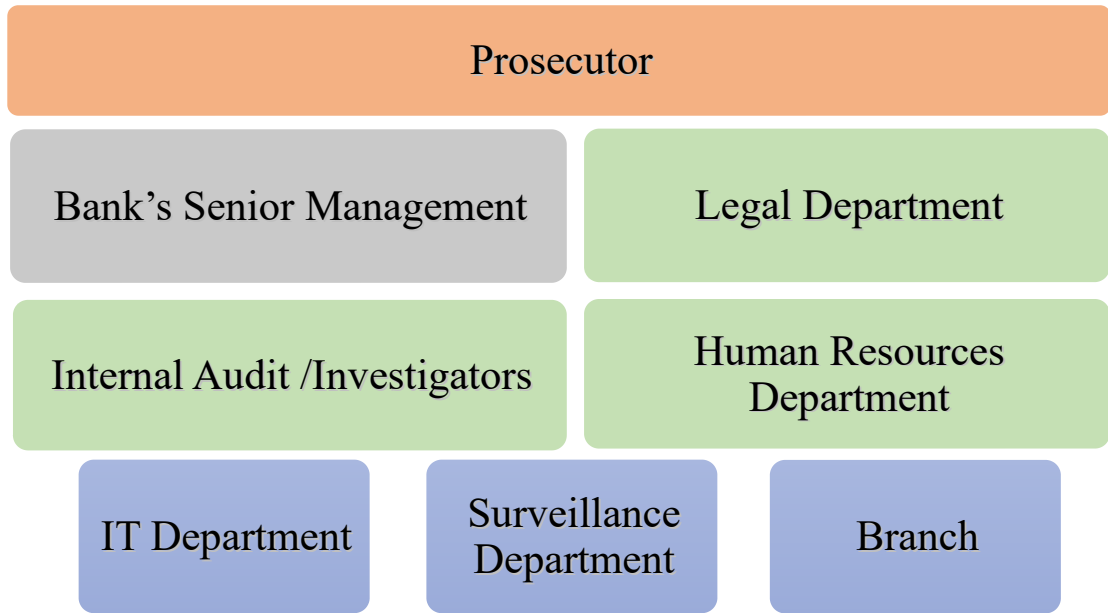 Prosecutor
Bank’s Senior Management
Legal Department
Internal Audit /Investigators
Human Resources
Department
IT Department
Surveillance
Department
Branch